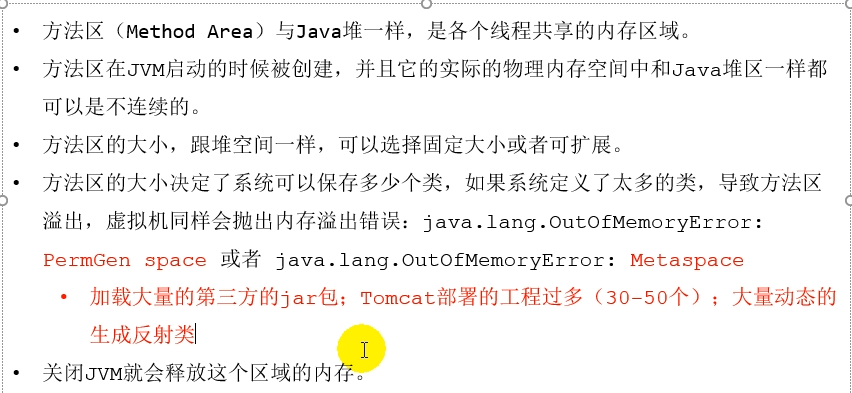 • 方法区（Method Area）与Java堆一样，是各个线程共享的内存区域。
• 方法区在JVM启动的时候被创建，并且它的实际的物理内存空间中和Java堆区一样都
可以是不连续的。
• 方法区的大小，跟堆空间一样，可以选择固定大小或者可扩展。
• 方法区的大小决定了系统可以保存多少个类，如果系统定义了太多的类，导致方法区
溢出，虚拟机同样会抛出内存溢出错误：java.lang.OutOfMemoryError:
PermGen space 或者 java.lang.OutOfMemoryError: Metaspace
• 加载大量的第三方的jar包；Tomcat部署的工程过多（30-50个）；大量动态的
生成反射类
• 关闭JVM就会释放这个区域的内存。